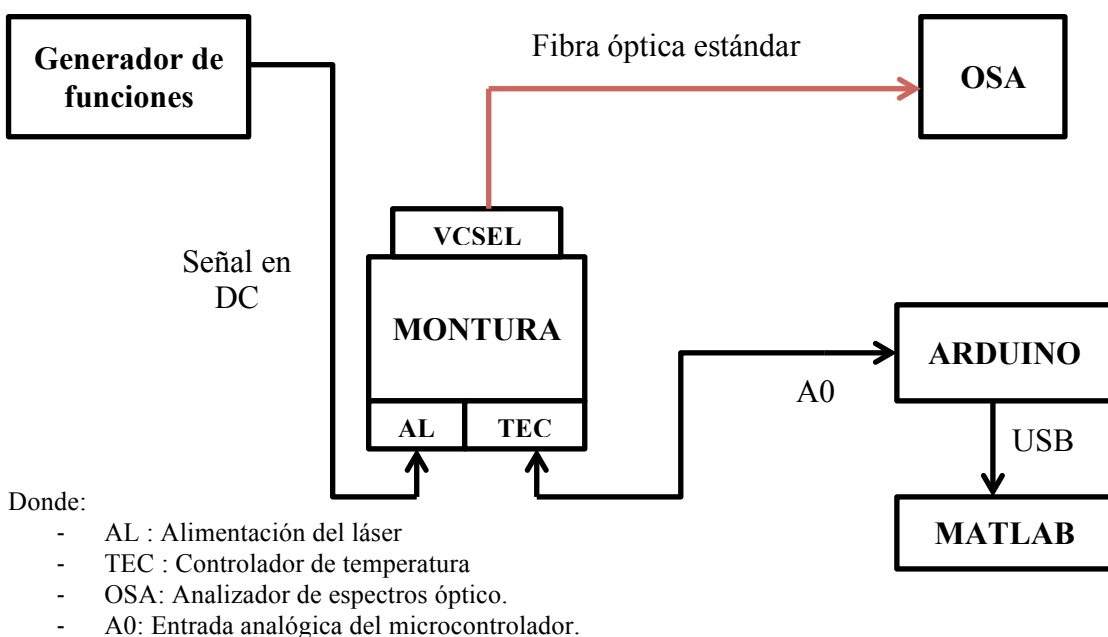 Generador de
funciones
Fibra óptica estándar
OSA
VCSEL
Señal en
DC
MONTURA
ARDUINO
A0
AL
TEC
USB
MATLAB
Donde:
- AL : Alimentación del láser
- TEC : Controlador de temperatura
- OSA: Analizador de espectros óptico.
- A0: Entrada analógica del microcontrolador.